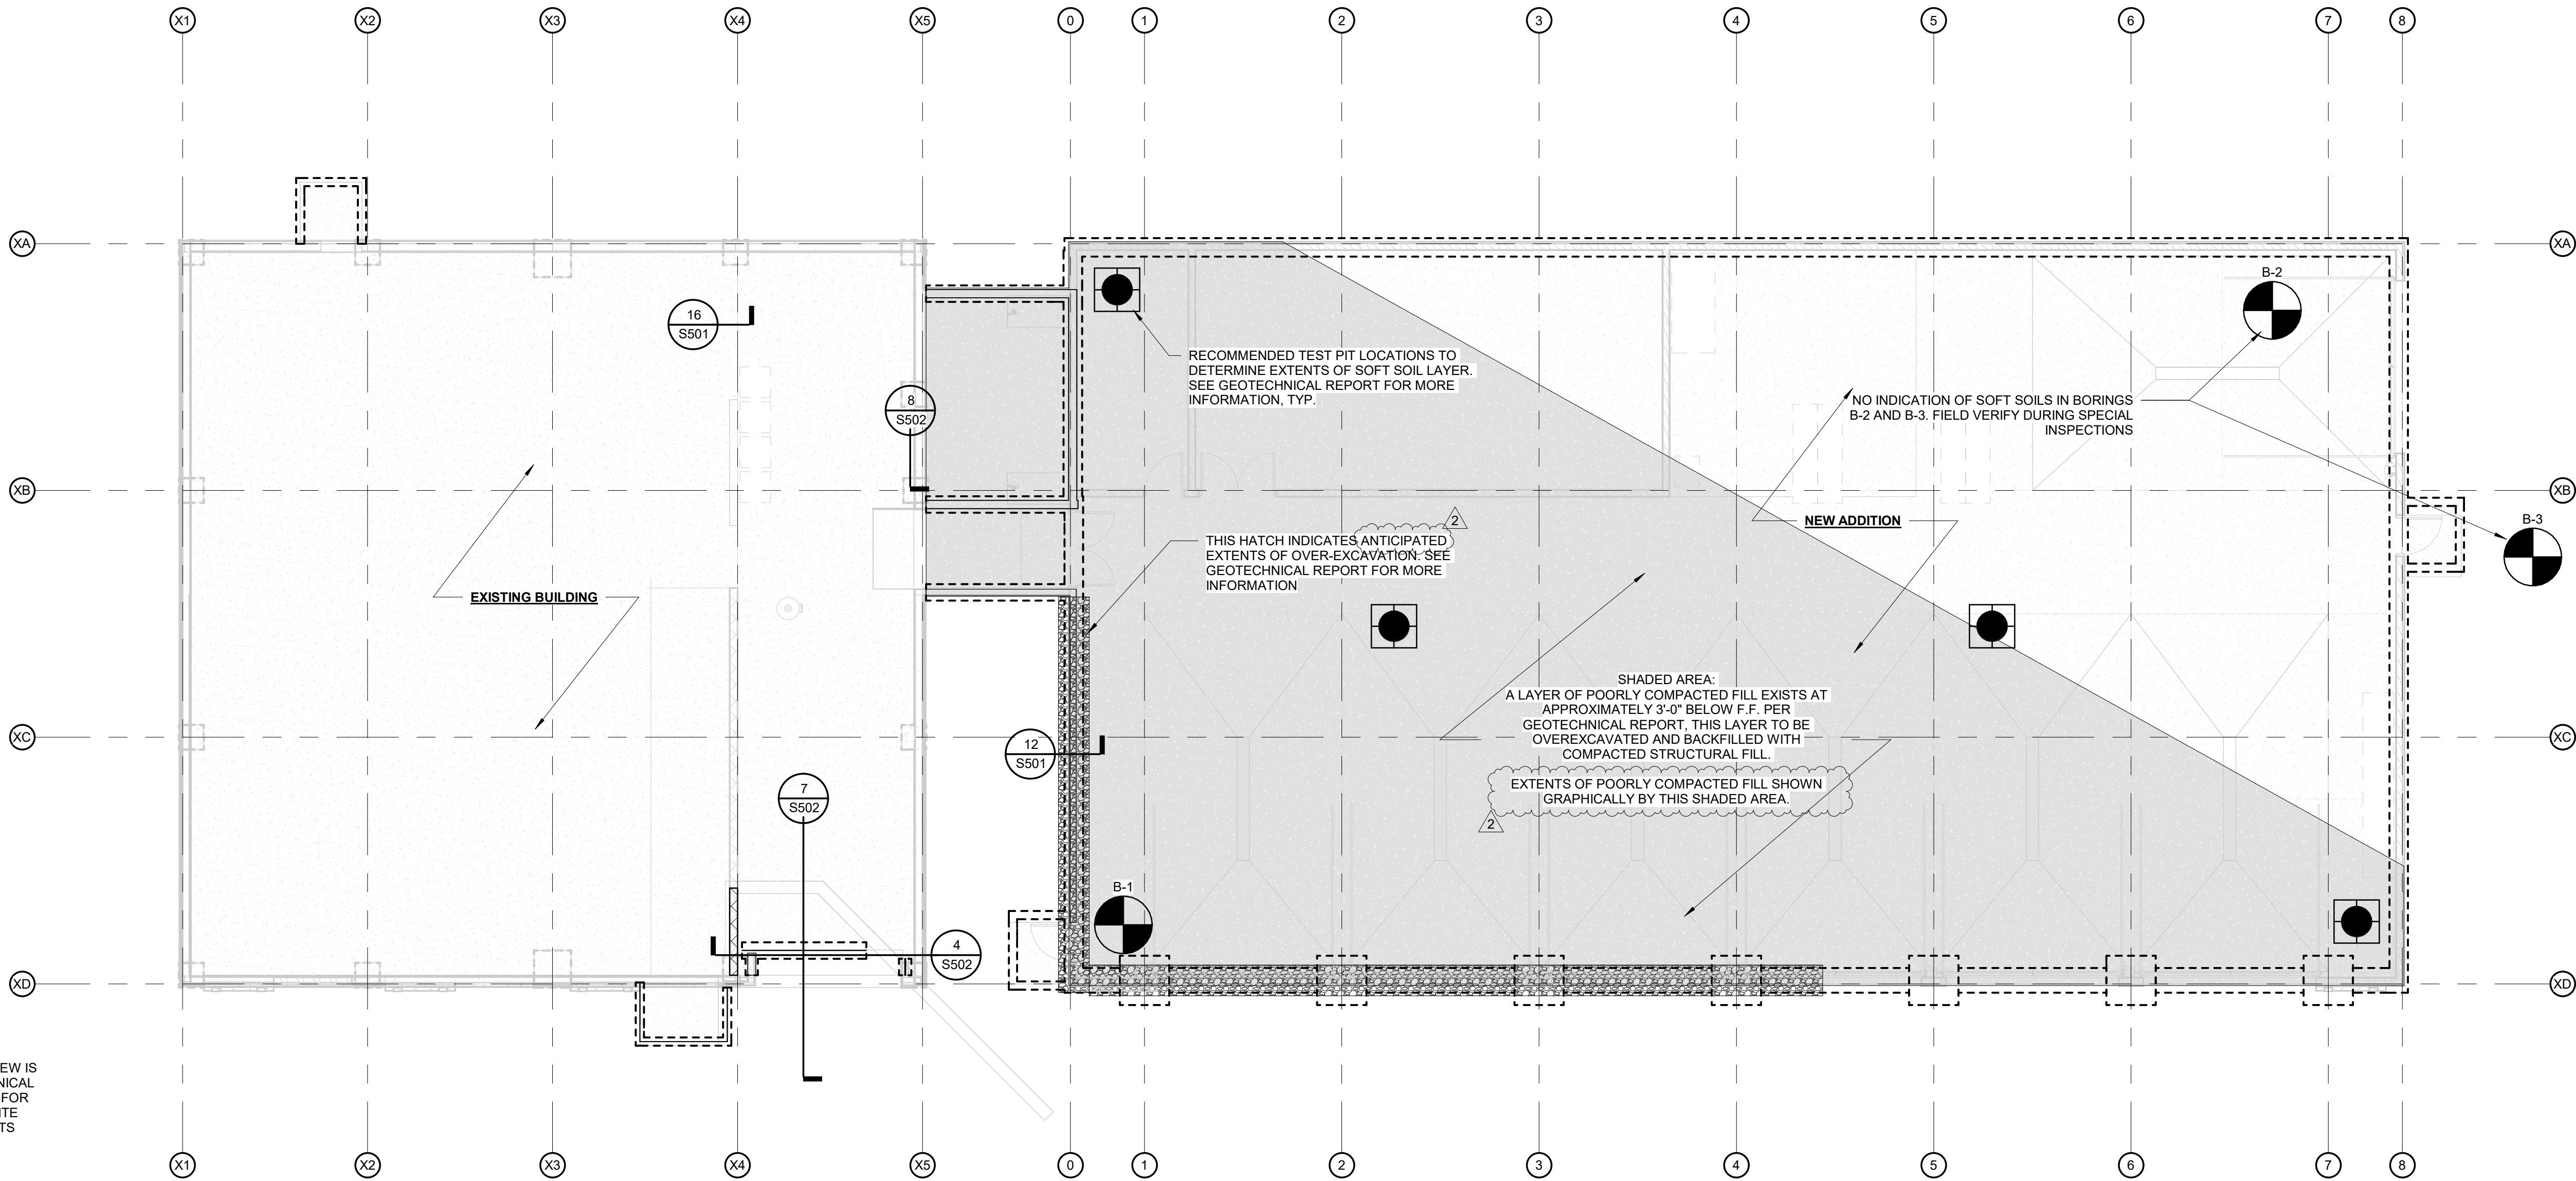 X1 X2 X3 X4 X5 0 1 2 3 4 5 6 7 8
XA XA
B-2
16
S501
RECOMMENDED TEST PIT LOCATIONS TO
DETERMINE EXTENTS OF SOFT SOIL LAYER.
SEE GEOTECHNICAL REPORT FOR MORE
INFORMATION, TYP.
8
S502
NO INDICATION OF SOFT SOILS IN BORINGS
B-2 AND B-3. FIELD VERIFY DURING SPECIAL
INSPECTIONS
XB XB
2
NEW ADDITION
B-3
THIS HATCH INDICATES ANTICIPATED
EXTENTS OF OVER-EXCAVATION. SEE
GEOTECHNICAL REPORT FOR MORE
INFORMATION
EXISTING BUILDING
SHADED AREA:
A LAYER OF POORLY COMPACTED FILL EXISTS AT
APPROXIMATELY 3'-0" BELOW F.F. PER
GEOTECHNICAL REPORT, THIS LAYER TO BE
OVEREXCAVATED AND BACKFILLED WITH
COMPACTED STRUCTURAL FILL.
XC XC
12
S501
EXTENTS OF POORLY COMPACTED FILL SHOWN
GRAPHICALLY BY THIS SHADED AREA.
2
7
S502
B-1
4
S502
XD XD
EW IS
NICAL
FOR
ITE
TS
X1 X2 X3 X4 X5 0 1 2 3 4 5 6 7 8